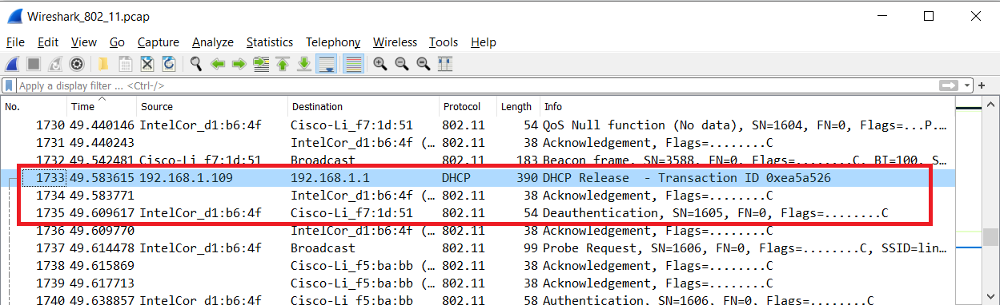 Wireshark_802_11.pcap
File Edit View Go Capture Analyze Statistics Telephony Wireless Tools Help
Apply a display filter ... <Ctrl-/>
No. Time Source Destination Protocol Length Info
1730 49.440146 IntelCor_d1:b6:4f Cisco-Li_f7:1d:51 802.11 54 QoS Null function (No data), SN=1604, FN=0, Flags=...P....
1731 49.440243 IntelCor_d1:b6:4f (… 802.11 38 Acknowledgement, Flags=........C
1732 49.542481 Cisco-Li_f7:1d:51 Broadcast 802.11 183 Beacon frame, SN=3588, FN=0, Flags=........C, BI=100, S…
1733 49.583615 192.168.1.109 192.168.1.1 DHCP 390 DHCP Release - Transaction ID 0xea5a526
1734 49.583771 IntelCor_d1:b6:4f (… 802.11 38 Acknowledgement, Flags=........C
1735 49.609617 IntelCor_d1:b6:4f Cisco-Li_f7:1d:51 802.11 54 Deauthentication, SN=1605, FN=0, Flags=........C
1736 49.609770 IntelCor_d1:b6:4f (… 802.11 38 Acknowledgement, Flags=........C
1737 49.614478 IntelCor_d1:b6:4f Broadcast 802.11 99 Probe Request, SN=1606, FN=0, Flags=........C, SSID=lin…
1738 49.615869 Cisco-Li_f5:ba:bb (… 802.11 38 Acknowledgement, Flags=........C
1739 49.617713 Cisco-Li_f5:ba:bb (… 802.11 38 Acknowledgement, Flags=........C
1740 49.638857 IntelCor_d1:b6:4f Cisco-Li_f5:ba:bb 802.11 58 Authentication, SN=1606, FN=0, Flags=........C